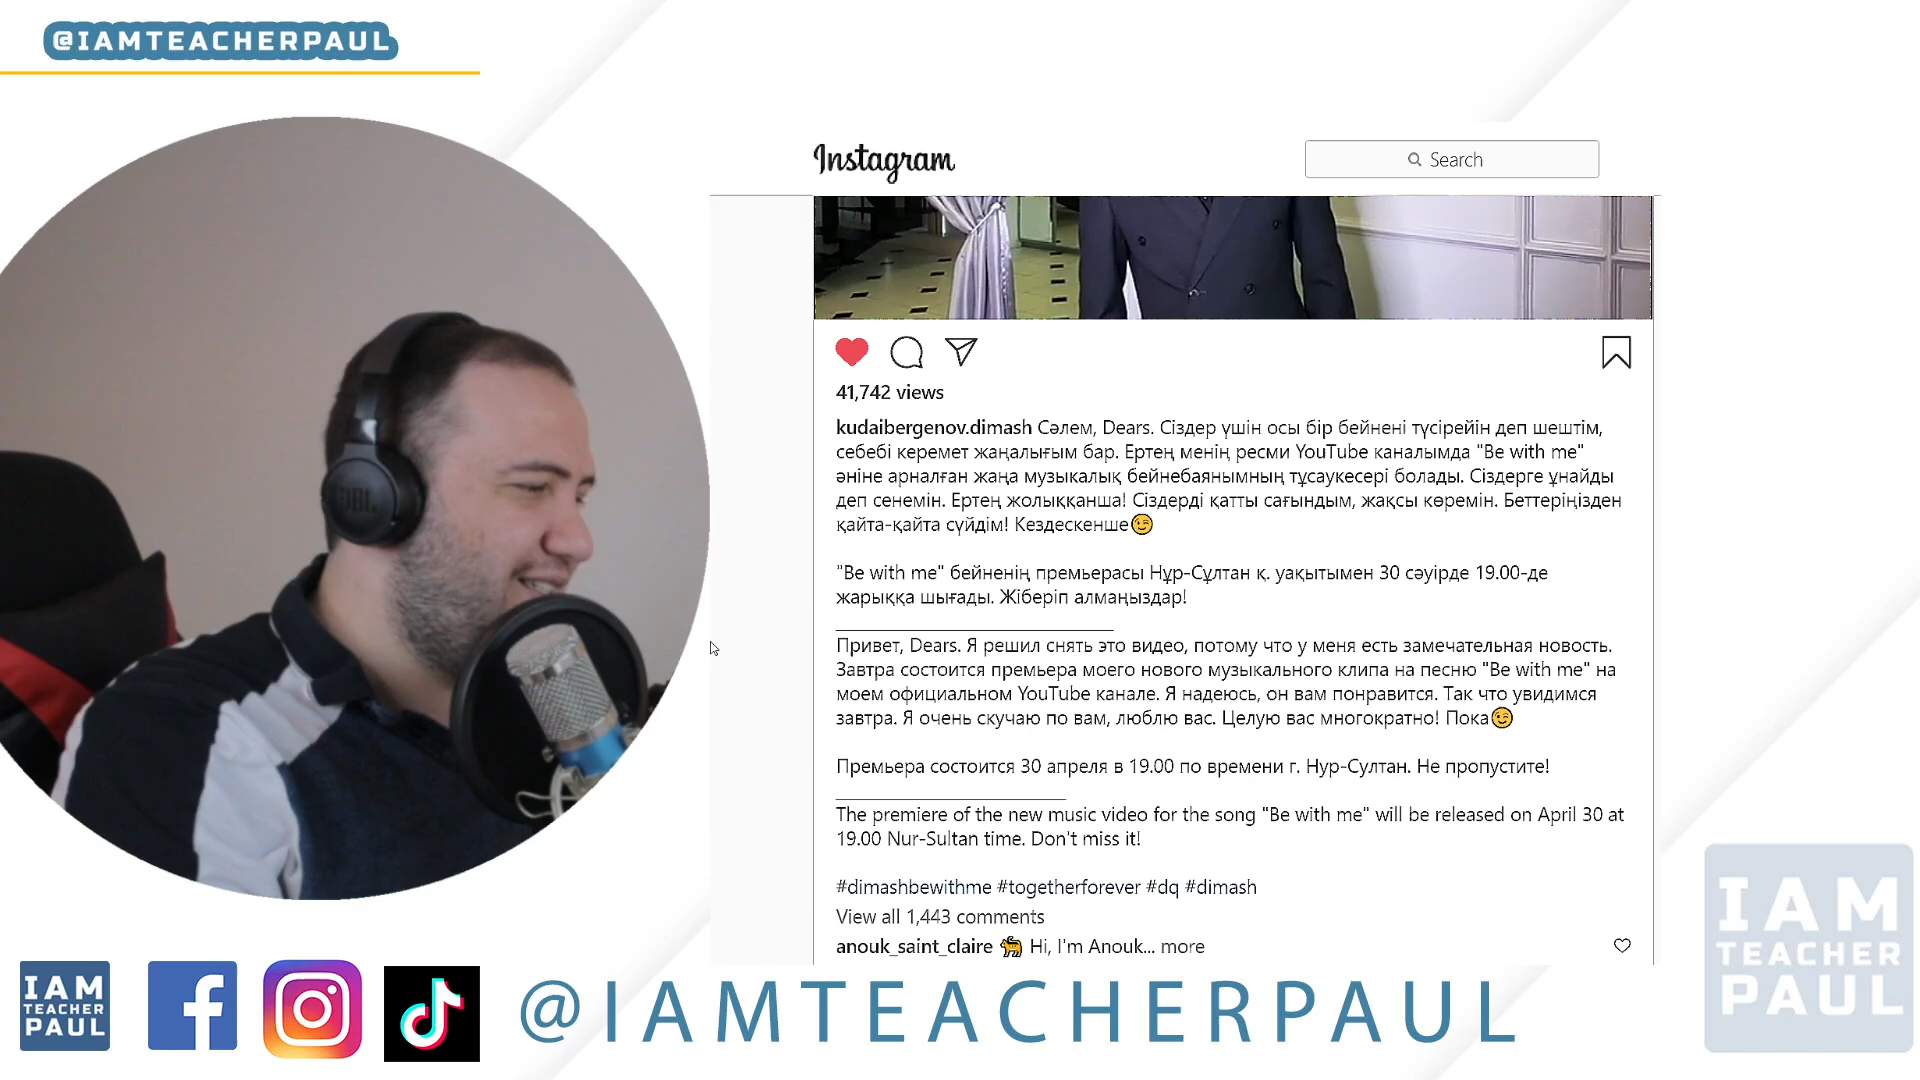 @IAMTEACHERPAUL
Instagram
Search
JBL
41,742 views
kudaibergenov.dimash Сәлем, Dears. Сіздер үшін осы бір бейнені түсірейін деп шештім,
себебі керемет жаңалығым бар. Ертең менің ресми YouTube каналымда "Be with me"
әніне арналған жаңа музыкалық бейнебаянымның тұсаукесері болады. Сіздерге ұнайды
деп сенемін. Ертең жолыққанша! Сіздерді қатты сағындым, жақсы көремін. Беттеріңізден
қайта-қайта сүйдім! Кездескенше😉
"Be with me" бейненің премьерасы Нұр-Сұлтан қ. уақытымен 30 сәуірде 19.00-де
жарыққа шығады. Жіберіп алмаңыздар!
Привет, Dears. Я решил снять это видео, потому что у меня есть замечательная новость.
Завтра состоится премьера моего нового музыкального клипа на песню "Be with me" на
моем официальном YouTube канале. Я надеюсь, он вам понравится. Так что увидимся
завтра. Я очень скучаю по вам, люблю вас. Целую вас многократно! Пока😉
Премьера состоится 30 апреля в 19.00 по времени г. Нур-Султан. Не пропустите!
The premiere of the new music video for the song "Be with me" will be released on April 30 at
19.00 Nur-Sultan time. Don't miss it!
#dimashbewithme #togetherforever #dq #dimash
View all 1,443 comments
anouk_saint_claire 🐈 Hi, I'm Anouk... more
IAM
TEACHER
PAUL
@IAMTEACHERPAUL
IAM
TEACHER
PAUL